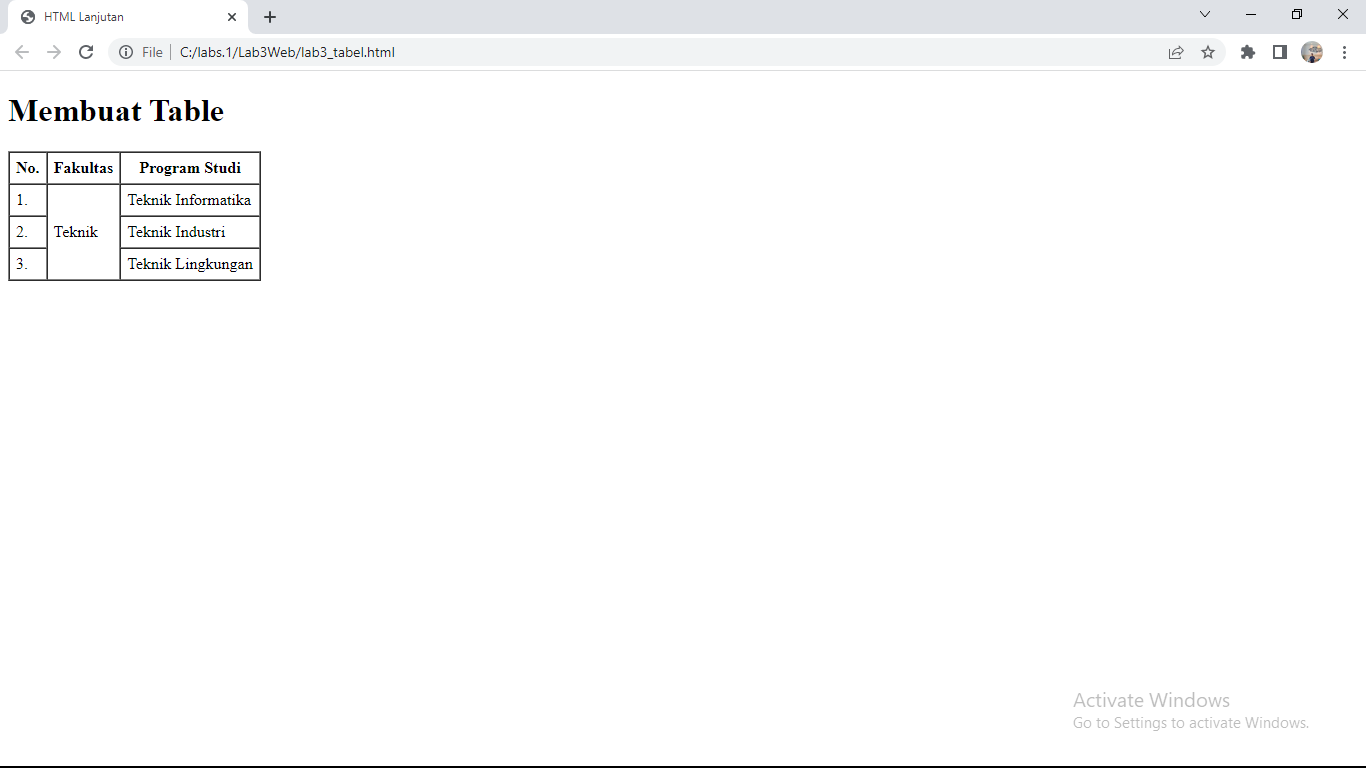 HTML Lanjutan
File C:/labs.1/Lab3Web/lab3_tabel.html
Membuat Table
No. Fakultas Program Studi
1. Teknik Informatika
2. Teknik Teknik Industri
3. Teknik Lingkungan
Activate Windows
Go to Settings to activate Windows.